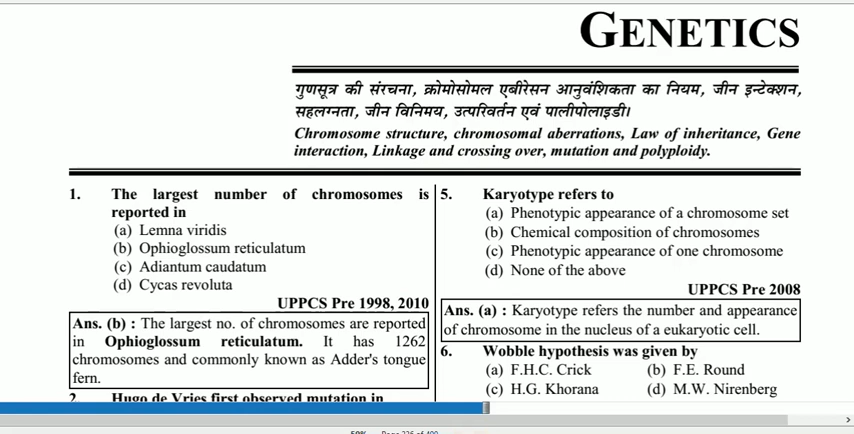 GENETICS
गुणसूत्र की संरचना, क्रोमोसोमल एबीरेसन आनुवंशिकता का नियम, जीन इन्टेक्शन,
सहलग्नता, जीन विनिमय, उत्परिवर्तन एवं पालीपोलाइडी।
Chromosome structure, chromosomal aberrations, Law of inheritance, Gene
interaction, Linkage and crossing over, mutation and polyploidy.
1. The largest number of chromosomes is
reported in
(a) Lemna viridis
(b) Ophioglossum reticulatum
(c) Adiantum caudatum
(d) Cycas revoluta
UPPCS Pre 1998, 2010
Ans. (b) : The largest no. of chromosomes are reported
in Ophioglossum reticulatum. It has 1262
chromosomes and commonly known as Adder's tongue
fern.
2. Hugo de Vries first observed mutation in
5. Karyotype refers to
(a) Phenotypic appearance of a chromosome set
(b) Chemical composition of chromosomes
(c) Phenotypic appearance of one chromosome
(d) None of the above
UPPCS Pre 2008
Ans. (a) : Karyotype refers the number and appearance
of chromosome in the nucleus of a eukaryotic cell.
6. Wobble hypothesis was given by
(a) F.H.C. Crick (b) F.E. Round
(c) H.G. Khorana (d) M.W. Nirenberg